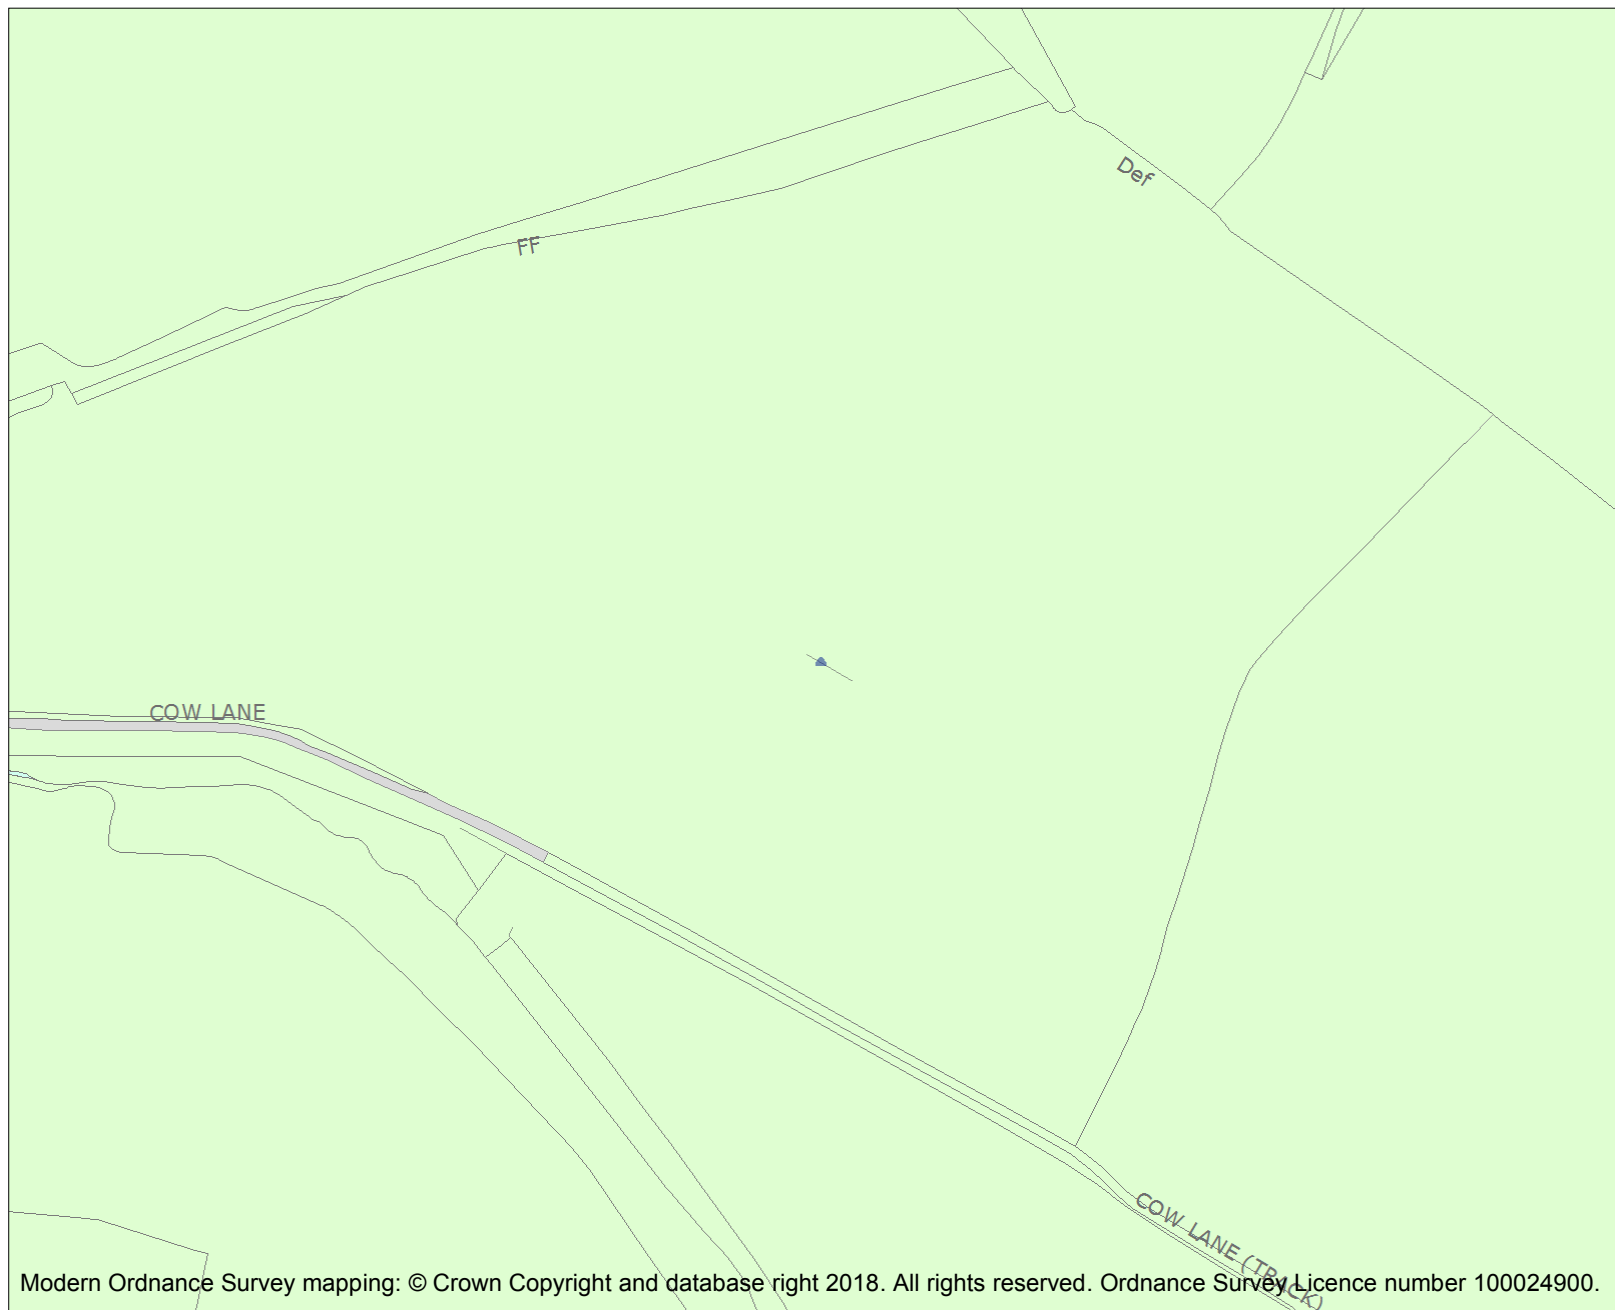 Def
FF
COW LANE
COW LANE (TRACK)
Modern Ordnance Survey mapping: © Crown Copyright and database right 2018. All rights reserved. Ordnance Survey Licence number 100024900.